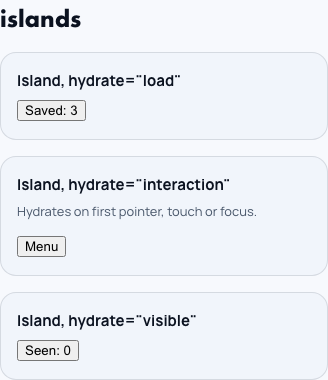 islands
Island, hydrate="load"
Saved: 3
Island, hydrate="interaction"
Hydrates on first pointer, touch or focus.
Menu
Island, hydrate="visible"
Seen: 0